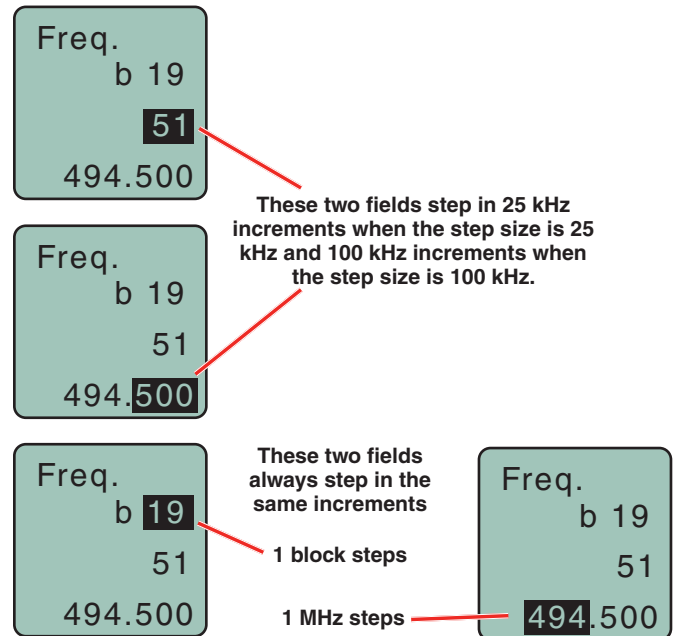 Freq.
b 19
51
494.500
These two fields step in 25 kHz
increments when the step size is 25
kHz and 100 kHz increments when
the step size is 100 kHz.
Freq.
b 19
51
494.500
Freq.
b 19
51
494.500
These two fields
always step in the
same increments
1 block steps
1 MHz steps
Freq.
b 19
51
494.500